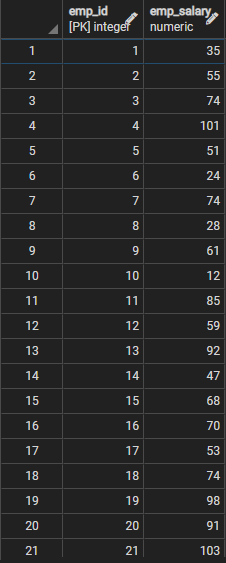 emp_id emp_salary
[PK] integer numeric
1 1 35
2 2 55
3 3 74
4 4 101
5 5 51
6 6 24
7 7 74
8 8 28
9 9 61
10 10 12
11 11 85
12 12 59
13 13 92
14 14 47
15 15 68
16 16 70
17 17 53
18 18 74
19 19 98
20 20 91
21 21 103